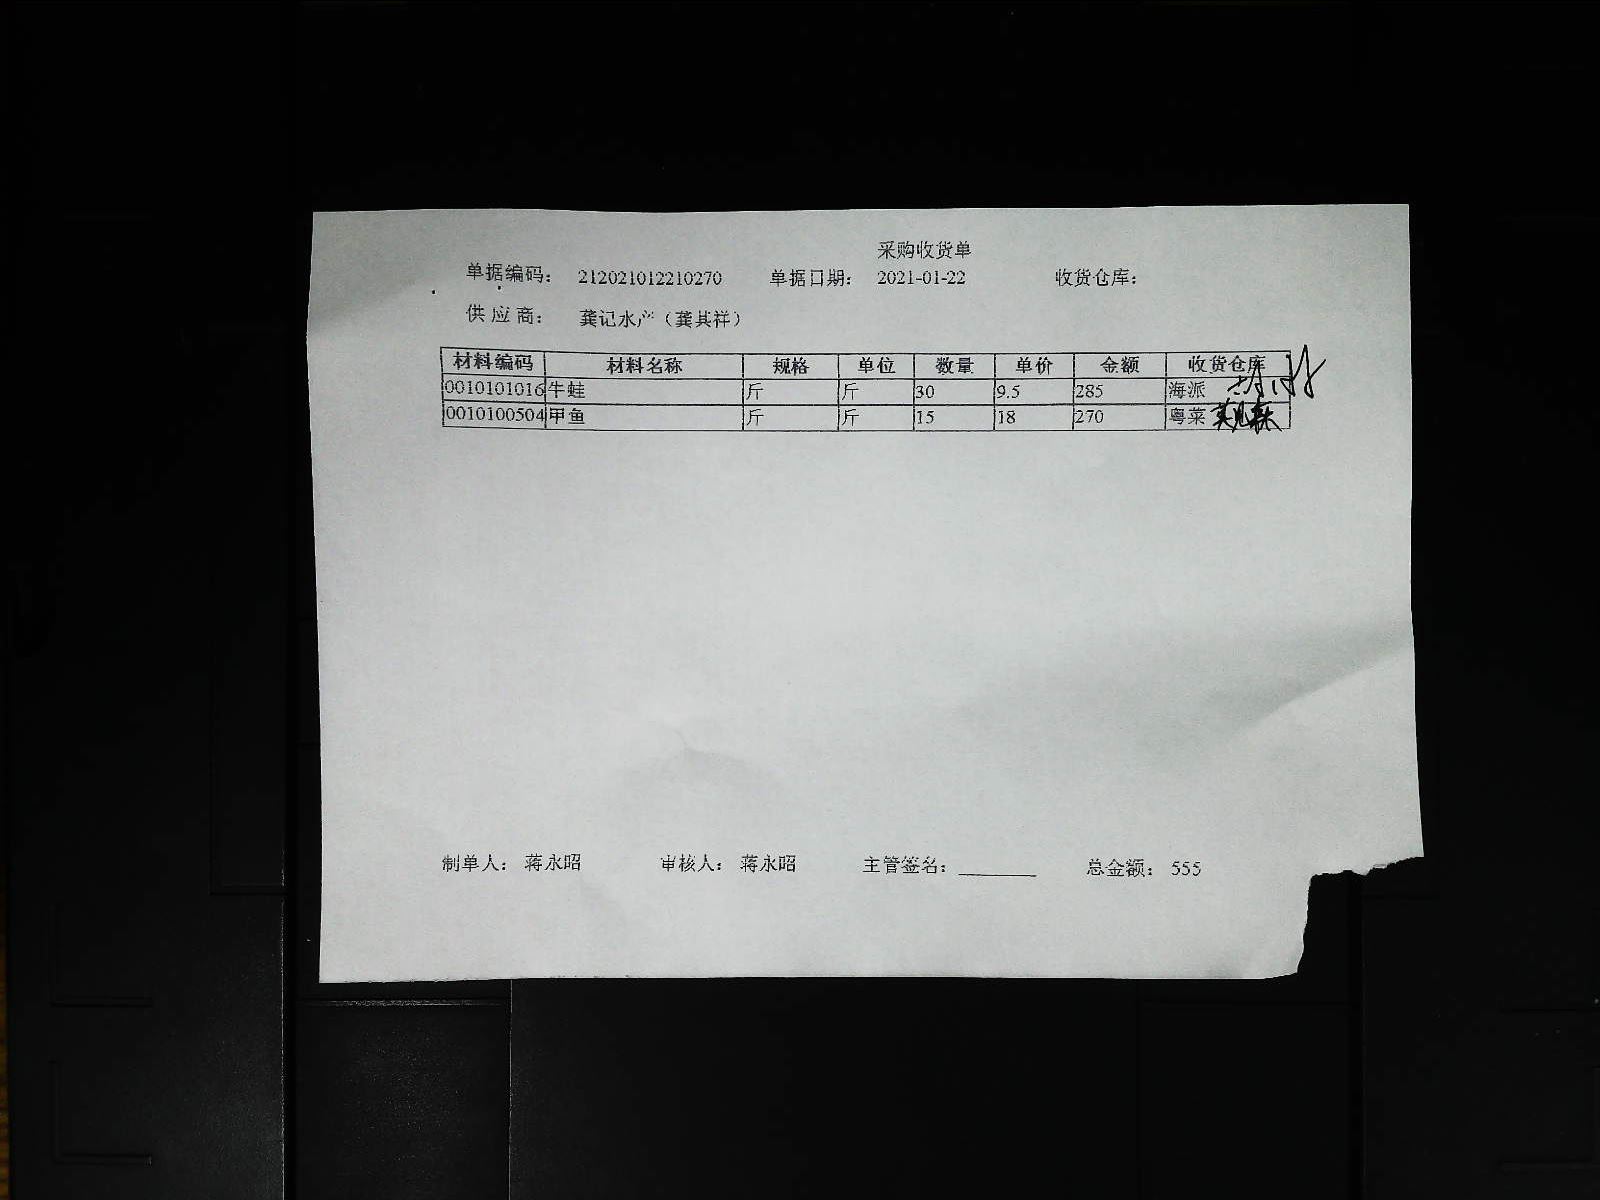 采购收货单
单据编码： 212021012210270 单据日期： 2021-01-22 收货仓库：
供应商： 龚记水产（龚其祥）
材料编码 材料名称 规格 单位 数量 单价 金额 收货仓库
0010101016 牛蛙 斤 斤 30 9.5 285 海派
0010100504 甲鱼 斤 斤 15 18 270 粤菜
制单人： 蒋永昭 审核人： 蒋永昭 主管签名： 总金额： 555